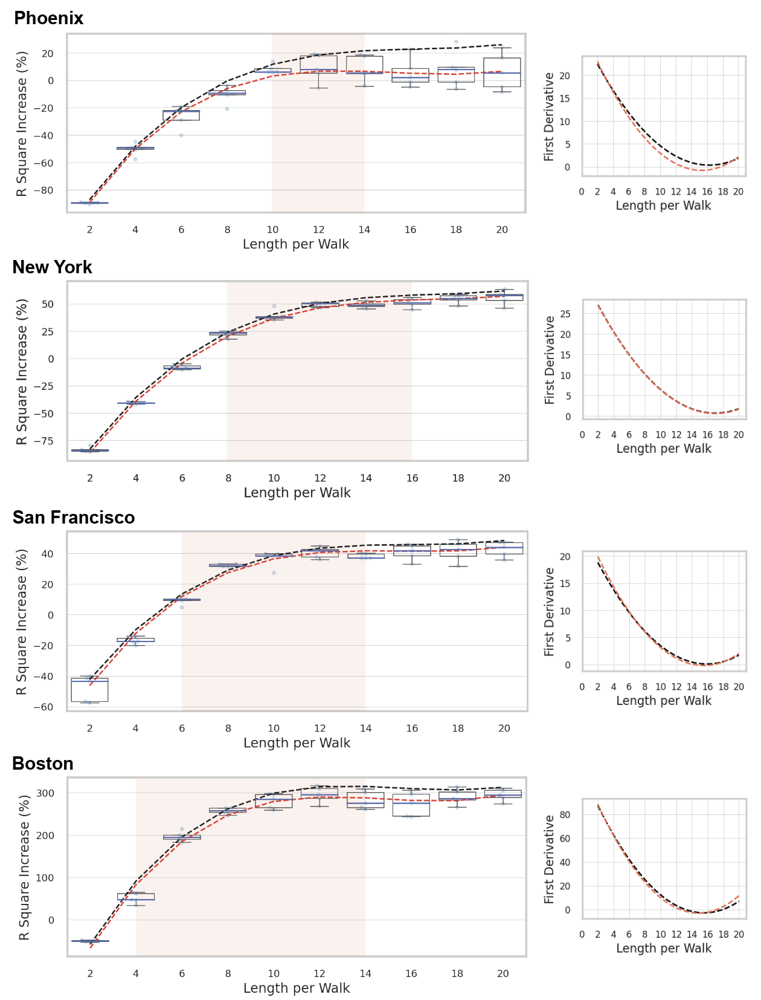 Phoenix
R Square Increase (%)
20
0
−20
−40
−60
−80
2 4 6 8 10 12 14 16 18 20
Length per Walk
First Derivative
20
15
10
5
0
0 2 4 6 8 10 12 14 16 18 20
Length per Walk
New York
R Square Increase (%)
50
25
0
−25
−50
−75
2 4 6 8 10 12 14 16 18 20
Length per Walk
First Derivative
25
20
15
10
5
0
0 2 4 6 8 10 12 14 16 18 20
Length per Walk
San Francisco
R Square Increase (%)
40
20
0
−20
−40
−60
2 4 6 8 10 12 14 16 18 20
Length per Walk
First Derivative
20
15
10
5
0
0 2 4 6 8 10 12 14 16 18 20
Length per Walk
Boston
R Square Increase (%)
300
200
100
0
2 4 6 8 10 12 14 16 18 20
Length per Walk
First Derivative
80
60
40
20
0
0 2 4 6 8 10 12 14 16 18 20
Length per Walk